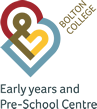 BOLTON
COLLEGE
Early years and
Pre-School Centre